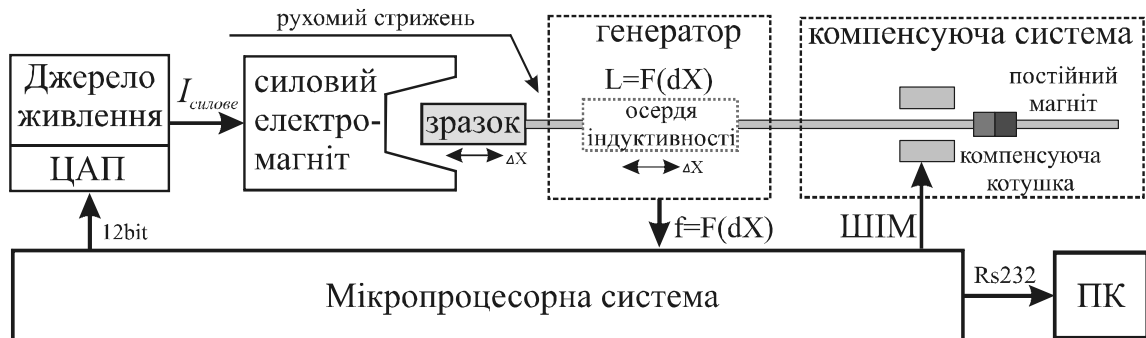 рухомий стрижень
Джерело
живлення
ЦАП
Iсилове
силовий
електро-
магніт
зразок
ΔX
генератор
L=F(dX)
осердя
індуктивності
ΔX
компенсуюча система
постійний
магніт
компенсуюча
котушка
12bit
f=F(dX)
ШІМ
Мікропроцесорна система
Rs232
ПК